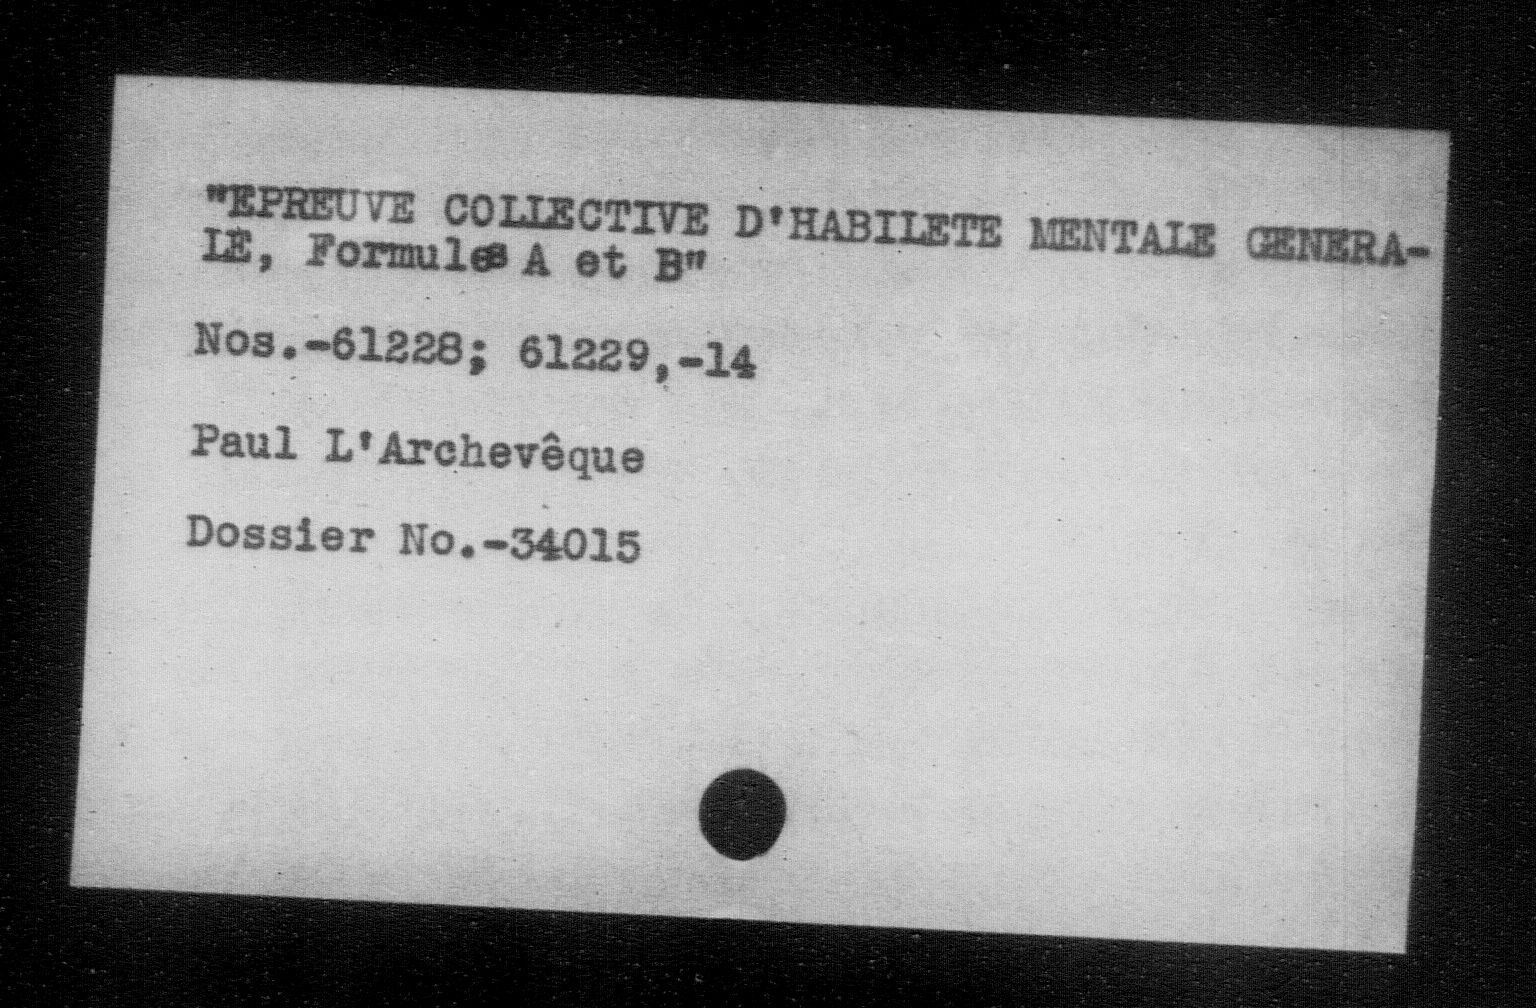 "EPREUVE COLLECTIVE D'HABILETE MENTALE GENERA-
LE, Formules A et B"
Nos.-61228; 61229,-14
Paul L'Archevêque
Dossier No.-34015